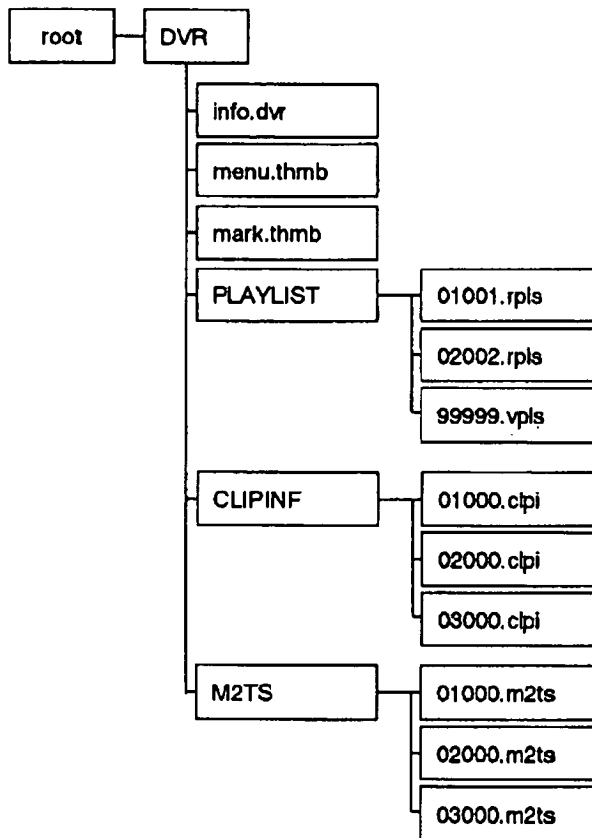 root
DVR
info.dvr
menu.thmb
mark.thmb
PLAYLIST
01001.rpls
02002.rpls
99999.vpls
CLIPINF
01000.clpi
02000.clpi
03000.clpi
M2TS
01000.m2ts
02000.m2ts
03000.m2ts